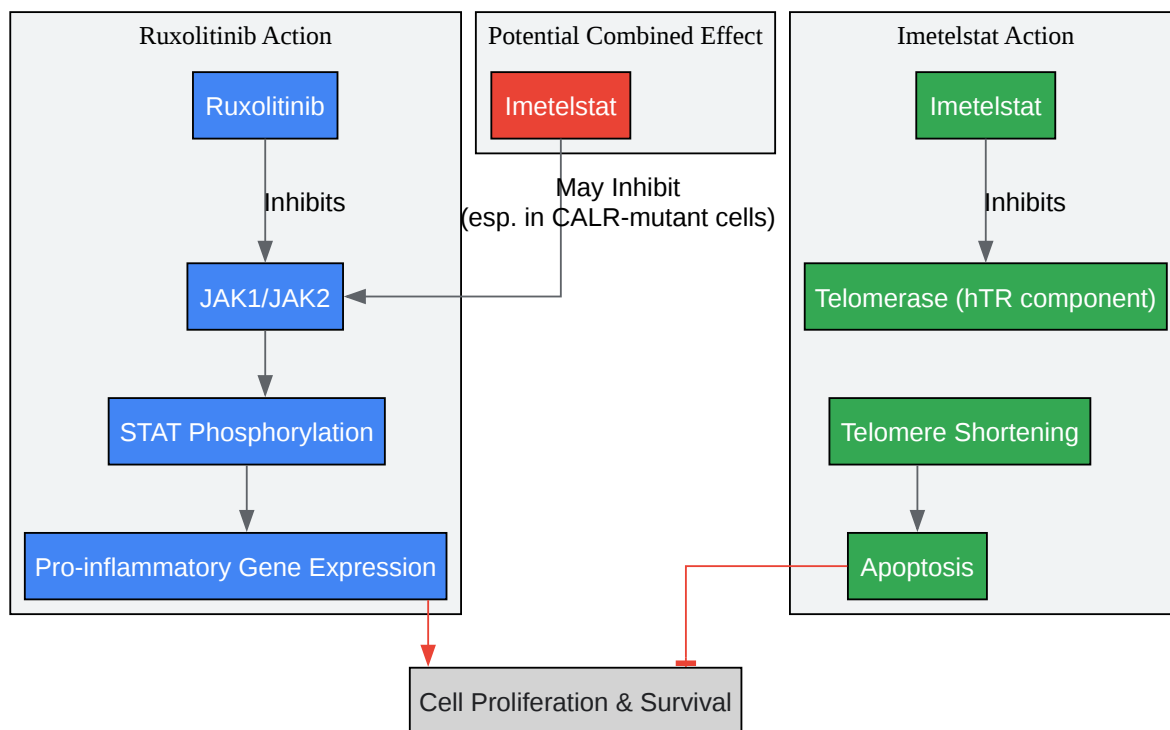 Ruxolitinib Action
Potential Combined Effect
Imetelstat Action
Ruxolitinib
Imetelstat
Imetelstat
Inhibits
May Inhibit
(esp. in CALR-mutant cells)
Inhibits
JAK1/JAK2
Telomerase (hTR component)
STAT Phosphorylation
Telomere Shortening
Pro-inflammatory Gene Expression
Apoptosis
Cell Proliferation & Survival